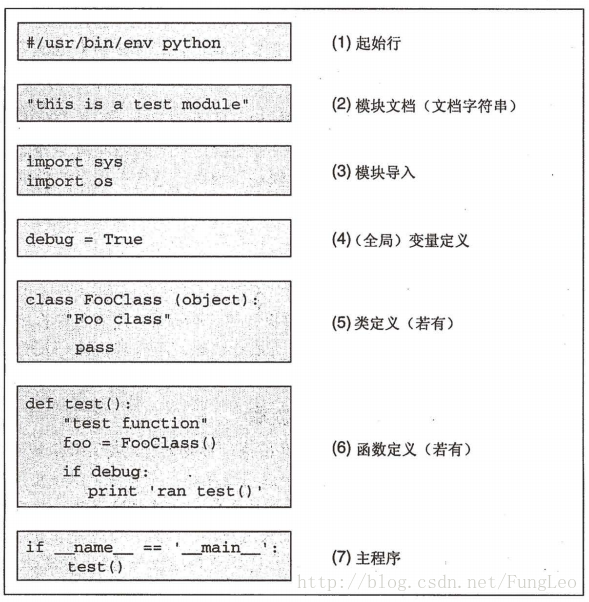 #/usr/bin/env python
(1) 起始行
"this is a test module"
(2) 模块文档（文档字符串）
import sys
import os
(3) 模块导入
debug = True
(4)（全局）变量定义
class FooClass (object):
"Foo class"
pass
(5) 类定义（若有）
def test():
"test function"
foo = FooClass()
if debug:
print 'ran test()'
(6) 函数定义（若有）
if __name__ == '__main__':
test()
(7) 主程序
http://blog.csdn.net/FungLeo